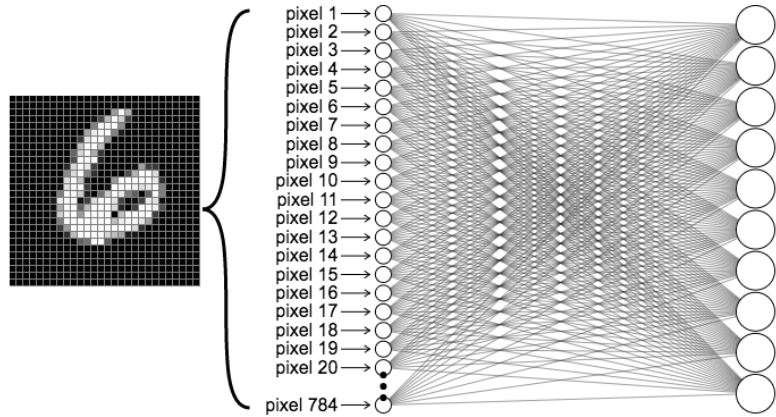 pixel 1
pixel 2
pixel 3
pixel 4
pixel 5
pixel 6
pixel 7
pixel 8
pixel 9
pixel 10
pixel 11
pixel 12
pixel 13
pixel 14
pixel 15
pixel 16
pixel 17
pixel 18
pixel 19
pixel 20
pixel 784